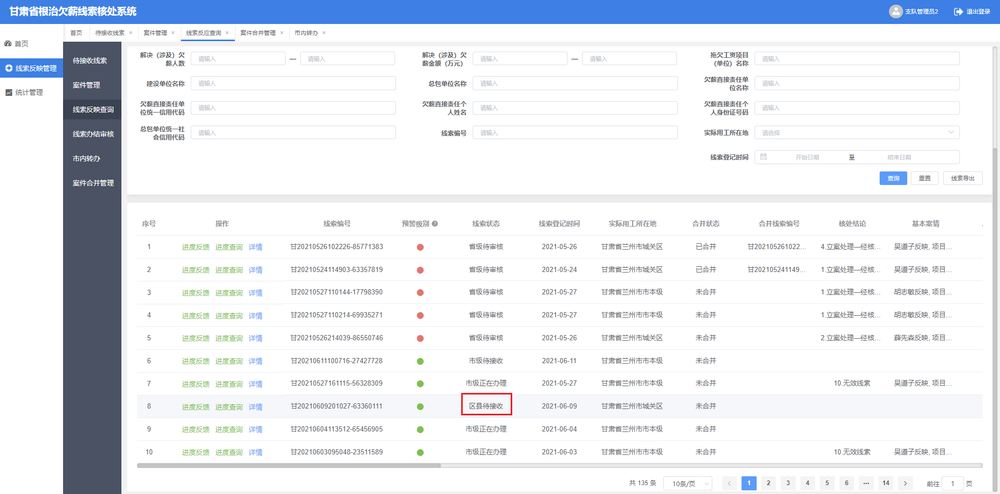 甘肃省根治欠薪线索核处系统
支队管理员2
退出登录
首页
线索反映管理
统计管理
首页
待接收线索 ×
案件管理 ×
线索反应查询 ×
案件合并管理 ×
市内转办 ×
待接收线索
案件管理
线索反映查询
线索办结审核
市内转办
案件合并管理
解决（涉及）欠
薪人数
请输入 — 请输入
解决（涉及）欠
薪金额（万元）
请输入 — 请输入
拖欠工资项目
（单位）名称
请输入
建设单位名称 请输入
总包单位名称 请输入
欠薪直接责任单
位名称
请输入
欠薪直接责任单
位统一信用代码
请输入
欠薪直接责任个
人姓名
请输入
欠薪直接责任个
人身份证号码
请输入
总包单位统一社
会信用代码
请输入
线索编号 请输入
实际用工所在地 请选择
线索登记时间 开始日期 至 结束日期
查询 重置 线索导出
序号 操作 线索编号 预警级别 线索状态 线索登记时间 实际用工所在地 合并状态 合并线索编号 核处结论 基本案情
1 进度反馈 进度查询 详情 甘20210526102226-85771383 省级待审核 2021-05-26 甘肃省兰州市城关区 已合并 甘202105261022... 4.立案处理—经核... 吴道子反映, 项目...
2 进度反馈 进度查询 详情 甘20210524114903-63357819 省级待审核 2021-05-24 甘肃省兰州市城关区 已合并 甘202105241149... 1.立案处理—经核... 吴道子反映, 项目...
3 进度反馈 进度查询 详情 甘20210527110144-17798390 省级待审核 2021-05-27 甘肃省兰州市市本级 未合并 1.立案处理—经核... 胡志敏反映, 项目...
4 进度反馈 进度查询 详情 甘20210527110214-69935271 省级待审核 2021-05-27 甘肃省兰州市市本级 未合并 1.立案处理—经核... 胡志敏反映, 项目...
5 进度反馈 进度查询 详情 甘20210526214039-86550746 省级待审核 2021-05-26 甘肃省兰州市城关区 未合并 2.立案处理—经核... 薛先森反映, 项目...
6 进度反馈 进度查询 详情 甘20210611100716-27427728 市级待接收 2021-06-11 甘肃省兰州市市本级 未合并
7 进度反馈 进度查询 详情 甘20210527161115-56328309 市级正在办理 2021-05-27 甘肃省兰州市市本级 未合并 10.无效线索 吴道子反映, 项目...
8 进度反馈 进度查询 详情 甘20210609201027-63360111 区县待接收 2021-06-09 甘肃省兰州市城关区 未合并
9 进度反馈 进度查询 详情 甘20210604113512-65456905 市级正在办理 2021-06-04 甘肃省兰州市市本级 未合并
10 进度反馈 进度查询 详情 甘20210603095048-23511589 市级正在办理 2021-06-03 甘肃省兰州市市本级 未合并 10.无效线索 吴道子反映, 项目...
共 135 条 10条/页 < 1 2 3 4 5 6 ... 14 > 前往 1 页